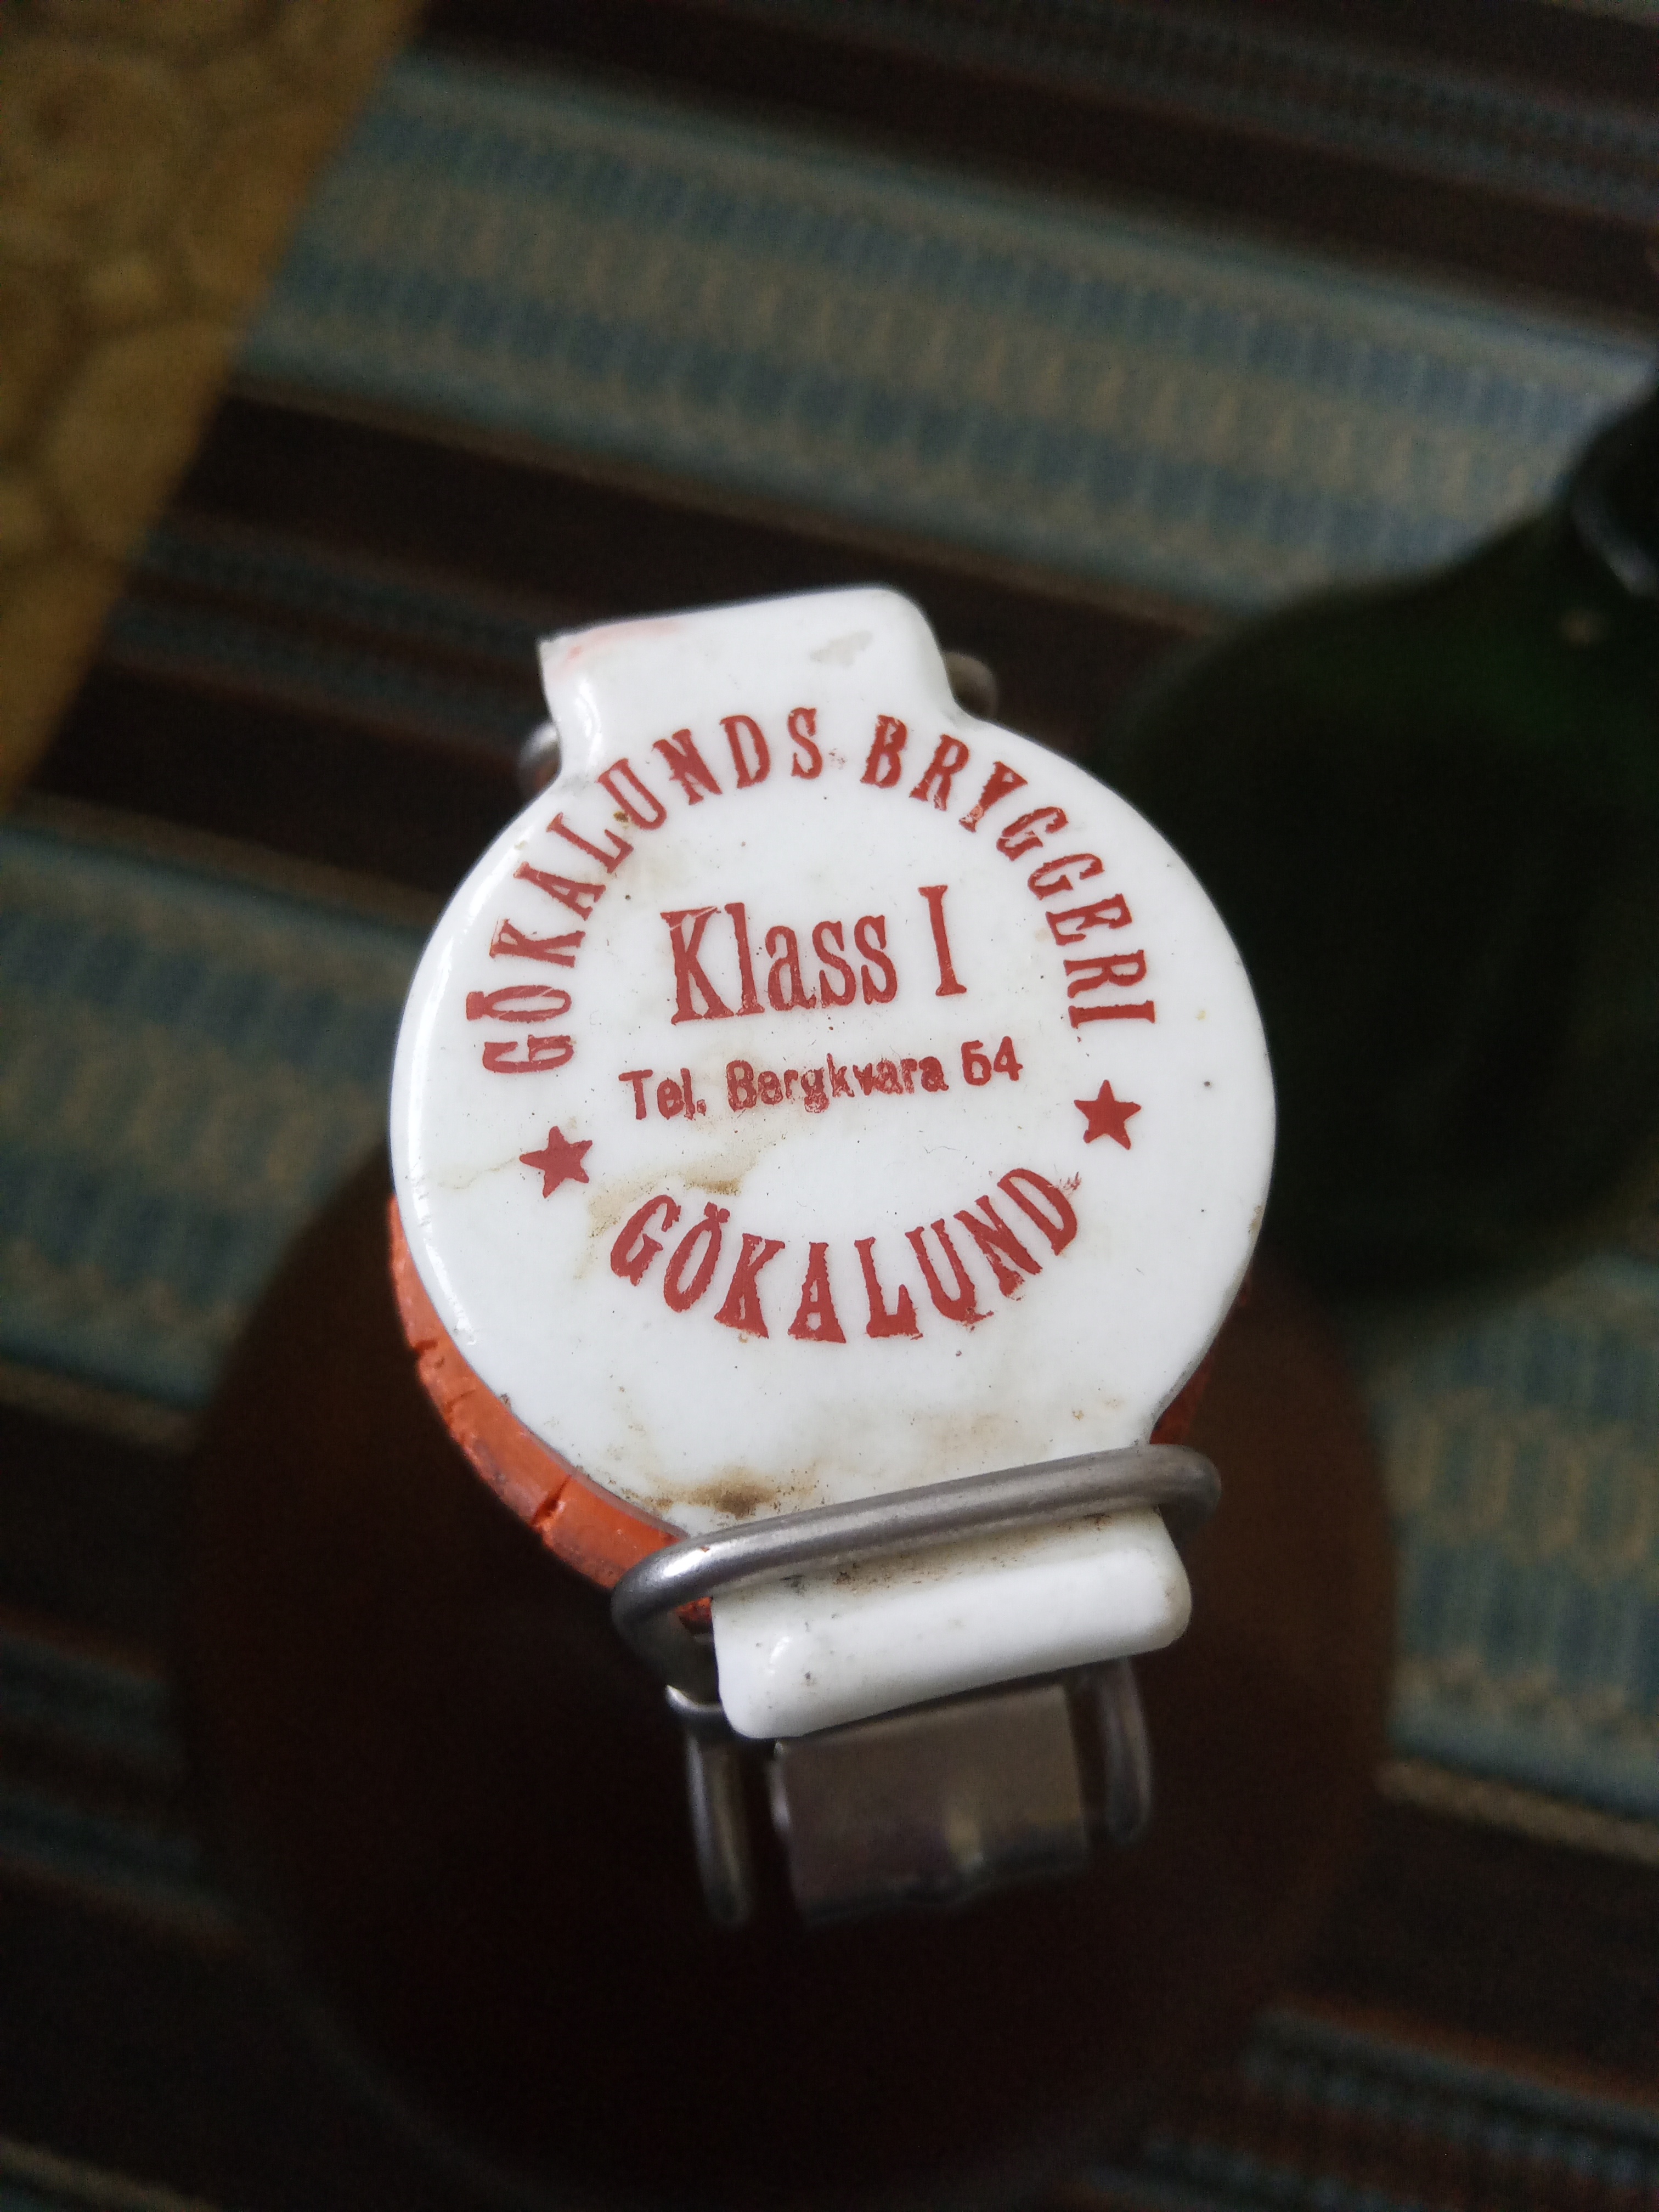 GÖKALUNDS BRYGGERI
Klass I
Tel. Bergkvara 54
★ GÖKALUND ★